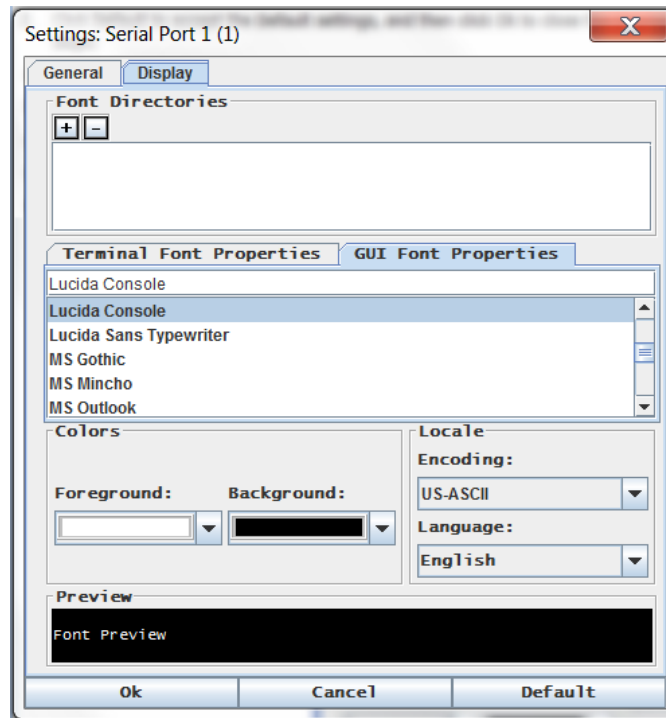 Settings: Serial Port 1 (1)
General Display
Font Directories
+ -
Terminal Font Properties GUI Font Properties
Lucida Console
Lucida Console
Lucida Sans Typewriter
MS Gothic
MS Mincho
MS Outlook
Colors
Foreground: Background:
Locale
Encoding:
US-ASCII
Language:
English
Preview
Font Preview
Ok Cancel Default